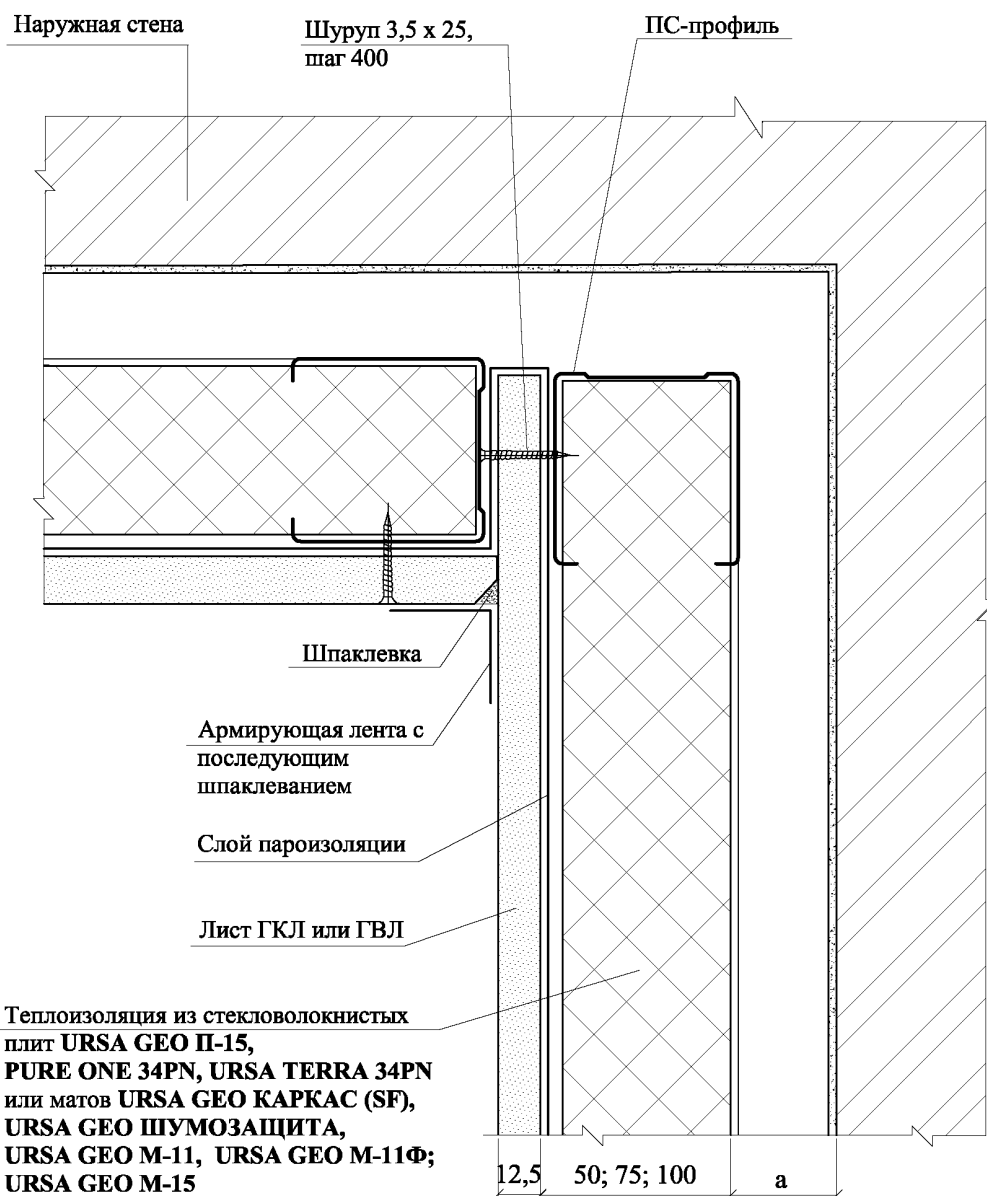 Наружная стена
Шуруп 3,5 х 25,
шаг 400
ПС-профиль
Шпаклевка
Армирующая лента с
последующим
шпаклеванием
Слой пароизоляции
Лист ГКЛ или ГВЛ
Теплоизоляция из стекловолокнистых
плит URSA GEO П-15,
PURE ONE 34PN, URSA TERRA 34PN
или матов URSA GEO КАРКАС (SF),
URSA GEO ШУМОЗАЩИТА,
URSA GEO М-11, URSA GEO М-11Ф;
URSA GEO М-15
12,5
50; 75; 100
а